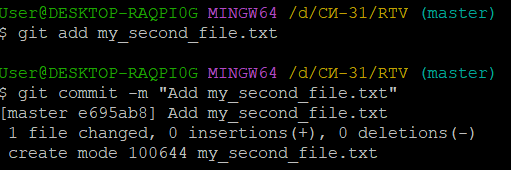 User@DESKTOP-RAQPI0G MINGW64 /d/СИ-31/RTV (master)
$ git add my_second_file.txt
User@DESKTOP-RAQPI0G MINGW64 /d/СИ-31/RTV (master)
$ git commit -m "Add my_second_file.txt"
[master e695ab8] Add my_second_file.txt
 1 file changed, 0 insertions(+), 0 deletions(-)
 create mode 100644 my_second_file.txt